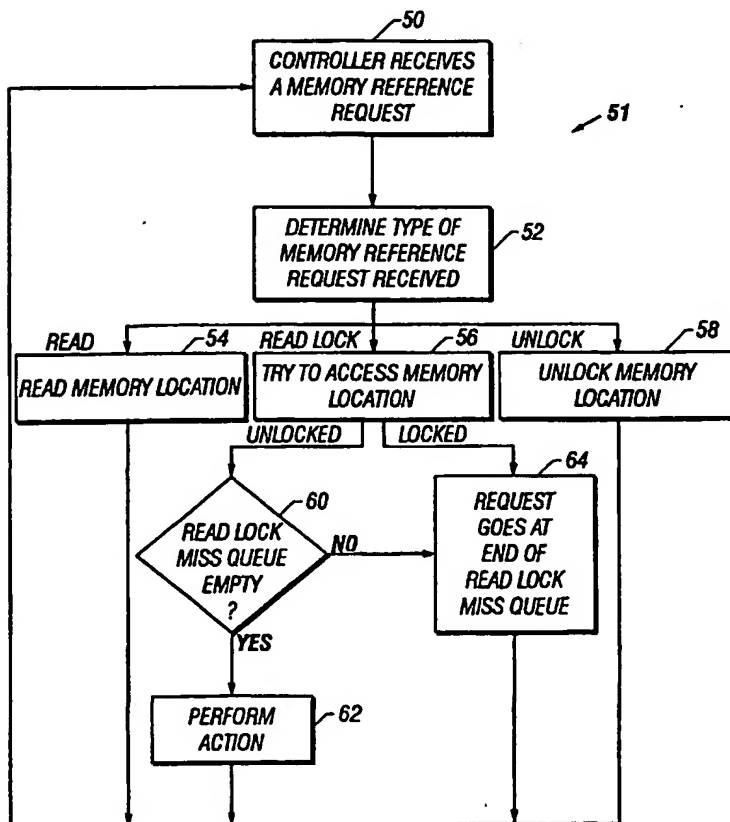 50
CONTROLLER RECEIVES
A MEMORY REFERENCE
REQUEST
51
DETERMINE TYPE OF
MEMORY REFERENCE
REQUEST RECEIVED
52
READ
54
READ LOCK
56
UNLOCK
58
READ MEMORY LOCATION
TRY TO ACCESS MEMORY
LOCATION
UNLOCK MEMORY
LOCATION
UNLOCKED
LOCKED
60
READ LOCK
MISS QUEUE
EMPTY
?
NO
YES
64
REQUEST
GOES AT
END OF
READ LOCK
MISS QUEUE
PERFORM
ACTION
62